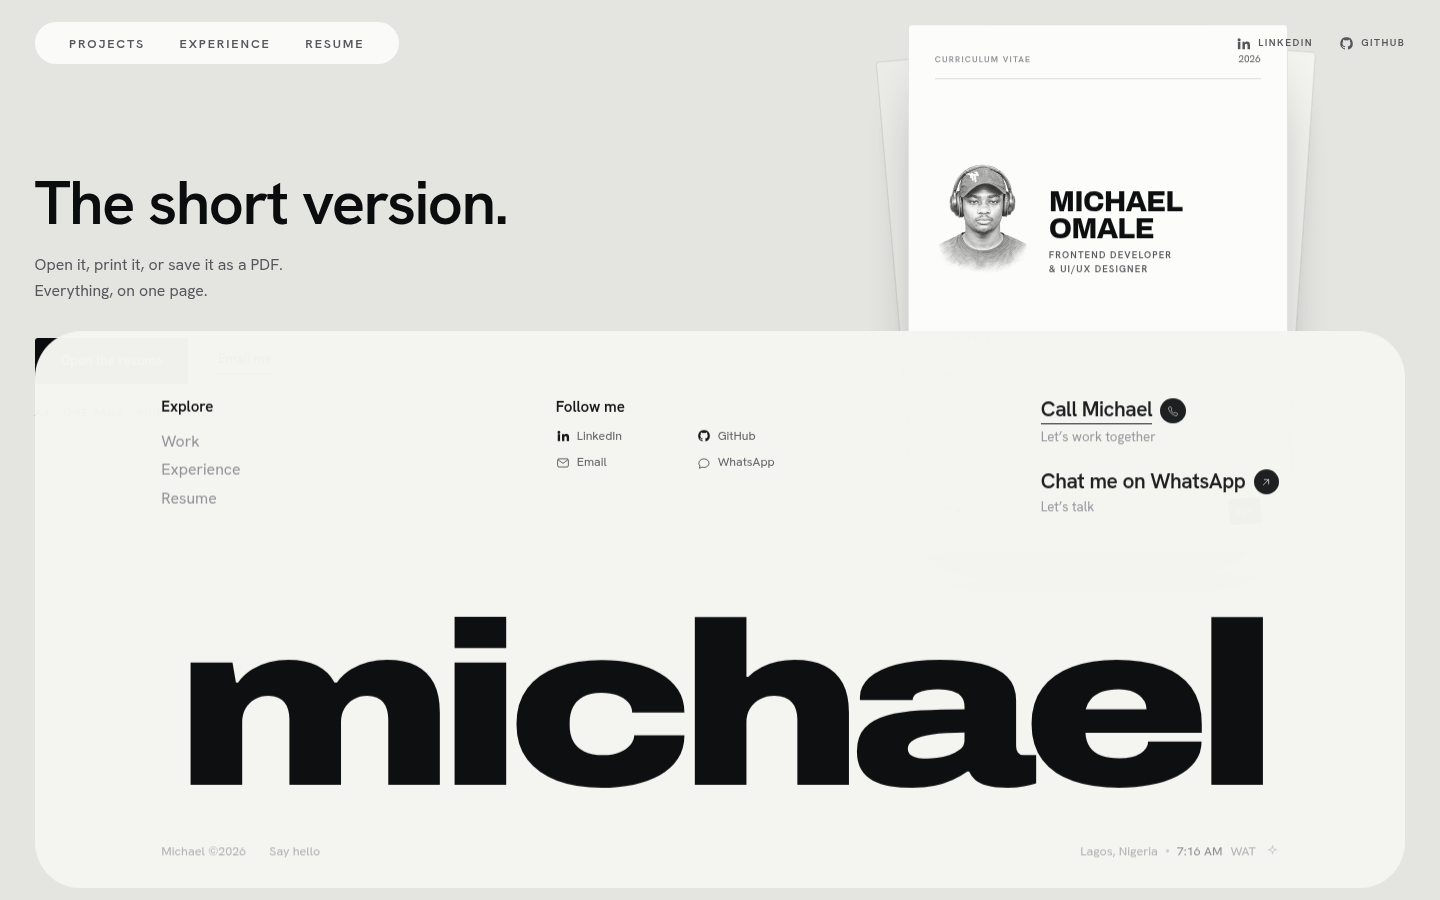 PROJECTS EXPERIENCE RESUME
LINKEDIN GITHUB
CURRICULUM VITAE 2026
MICHAEL
OMALE
FRONTEND DEVELOPER
& UI/UX DESIGNER
The short version.
Open it, print it, or save it as a PDF.
Everything, on one page.
Explore
Work
Experience
Resume
Follow me
LinkedIn GitHub
Email WhatsApp
Call Michael
Let’s work together
Chat me on WhatsApp
Let’s talk
michael
Michael ©2026 Say hello
Lagos, Nigeria • 7:16 AM WAT